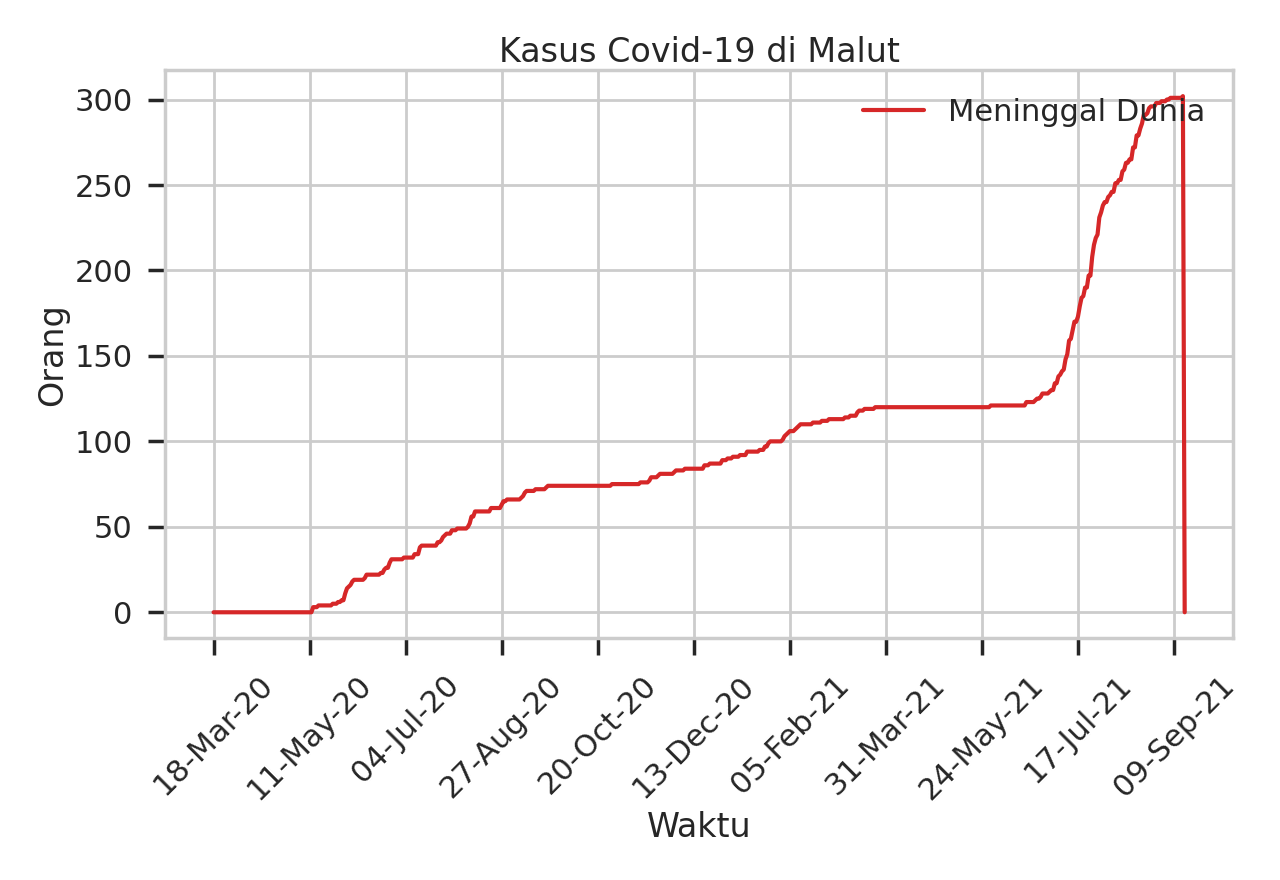 Kasus Covid-19 di Malut
Meninggal Dunia
Orang
300
250
200
150
100
50
0
18-Mar-20
11-May-20
04-Jul-20
27-Aug-20
20-Oct-20
13-Dec-20
05-Feb-21
31-Mar-21
24-May-21
17-Jul-21
09-Sep-21
Waktu